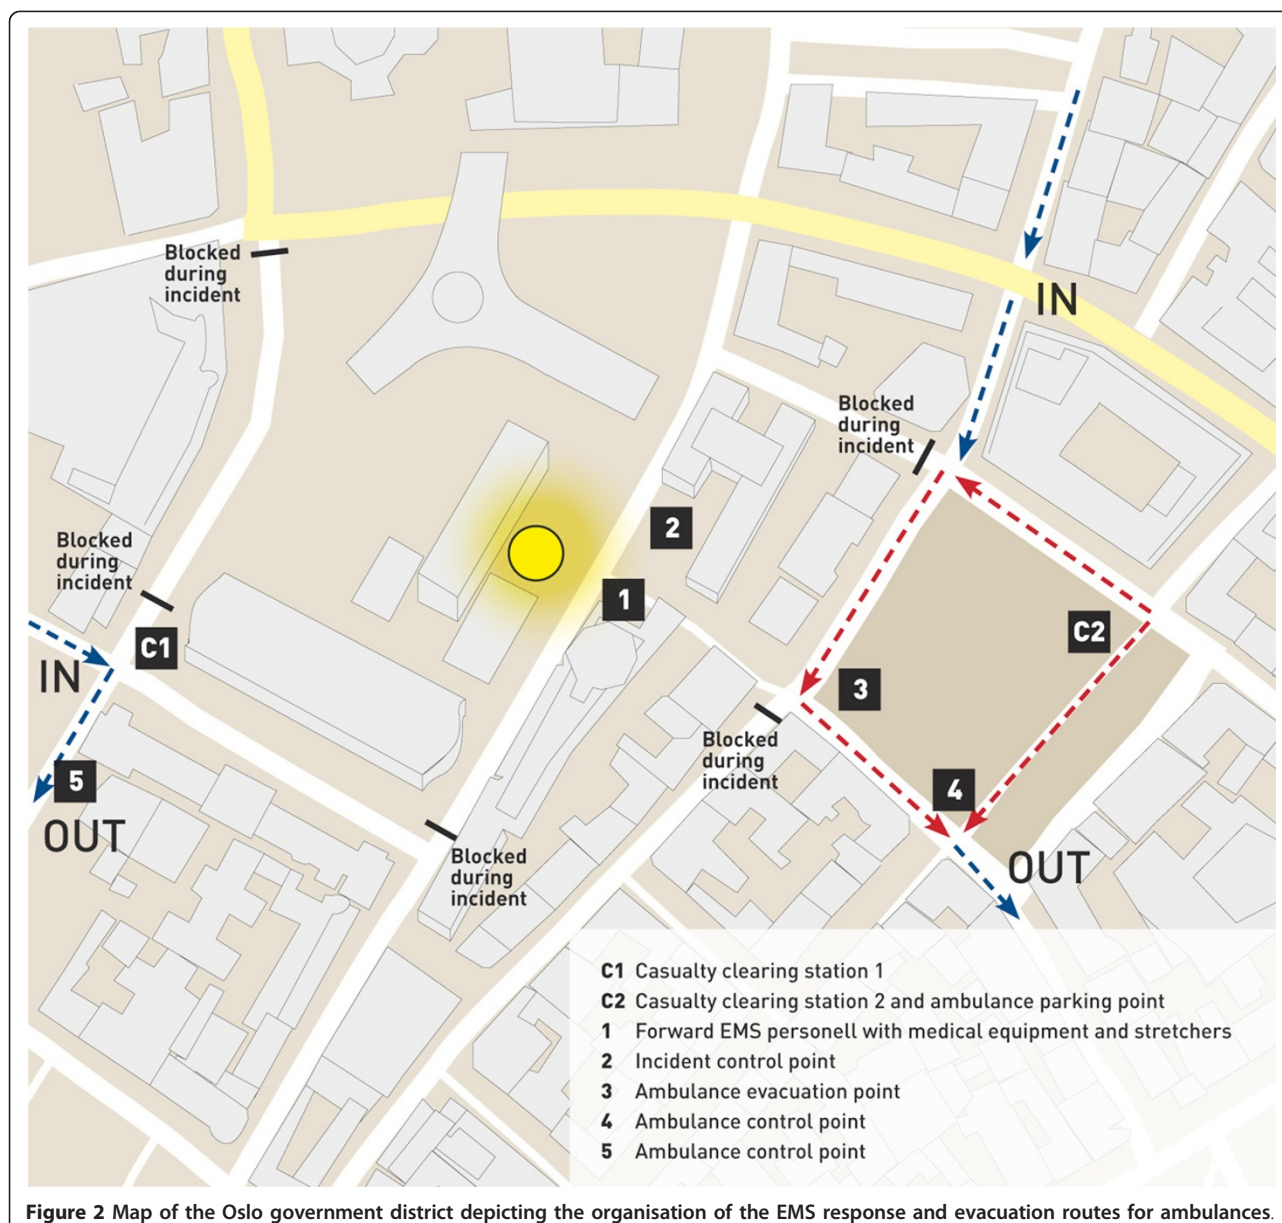 Blocked
during
incident
IN
Blocked
during
incident
2
Blocked
during
incident
1
C1
C2
IN
3
Blocked
during
incident
5
4
OUT
Blocked
during
incident
OUT
C1 Casualty clearing station 1
C2 Casualty clearing station 2 and ambulance parking point
1 Forward EMS personell with medical equipment and stretchers
2 Incident control point
3 Ambulance evacuation point
4 Ambulance control point
5 Ambulance control point
Figure 2 Map of the Oslo government district depicting the organisation of the EMS response and evacuation routes for ambulances.